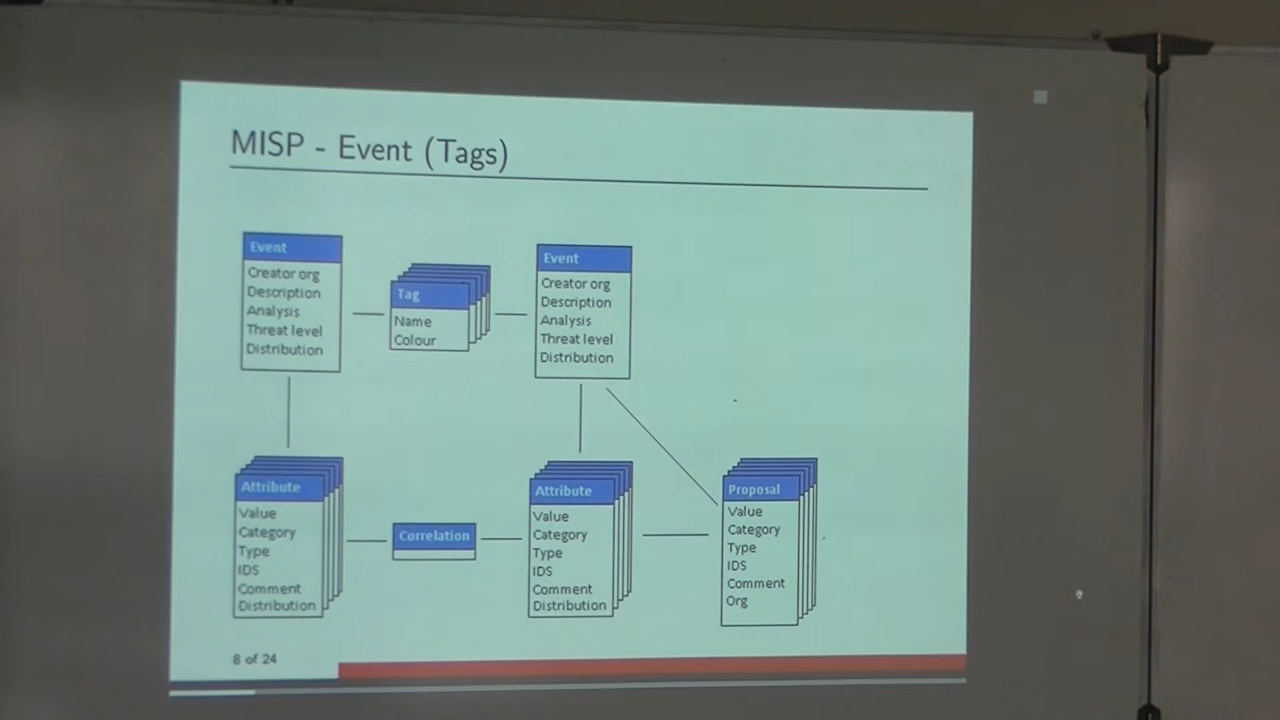 MISP - Event (Tags)
Event
Creator org
Description
Analysis
Threat level
Distribution
Tag
Name
Colour
Event
Creator org
Description
Analysis
Threat level
Distribution
Attribute
Value
Category
Type
IDS
Comment
Distribution
Correlation
Attribute
Value
Category
Type
IDS
Comment
Distribution
Proposal
Value
Category
Type
IDS
Comment
Org
8 of 24